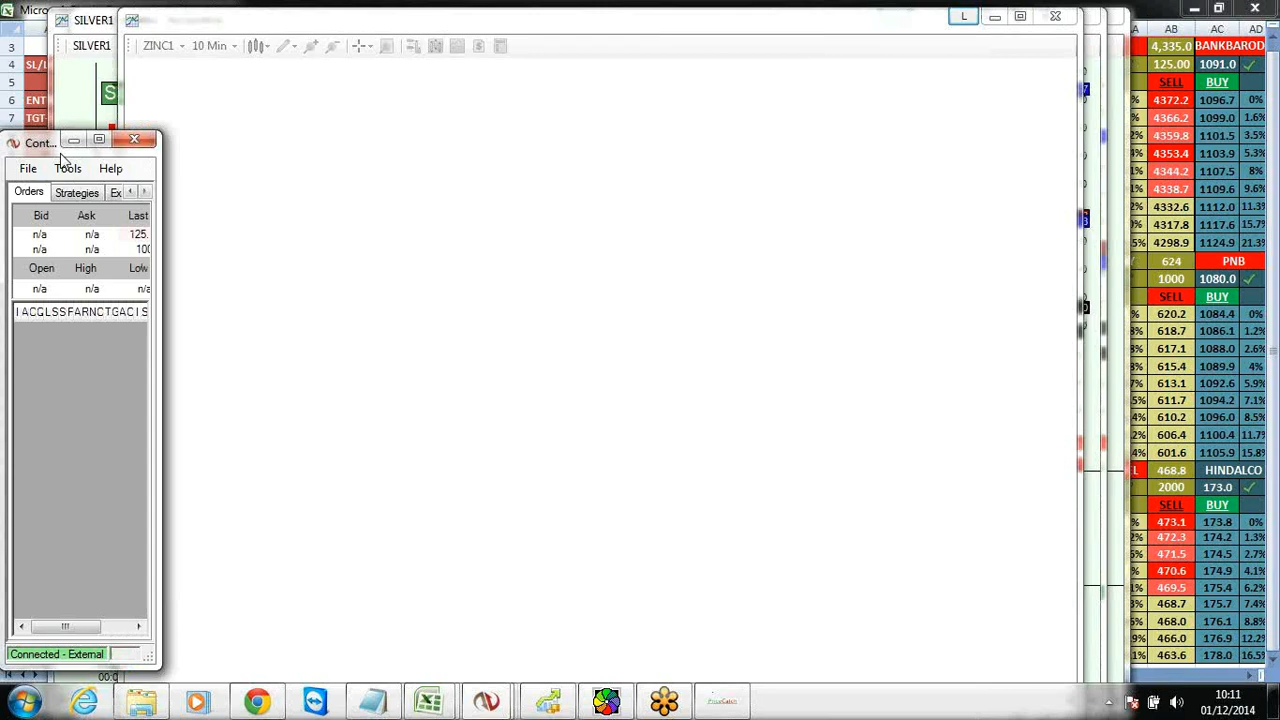 Micros
SILVER1
L
SILVER1
ZINC1
10 Min
3
4
5
6
7
SL/L
ENT
TGT-
S
Cont...
File Tools Help
Orders Strategies Ex
Bid Ask Last
n/a n/a 125.
n/a n/a 100
Open High Low
n/a n/a n/a
IACGLSSFARNCTGACIS
Connected - External
AB AC AD
4,335.0 BANKBAROD
125.00 1091.0
SELL BUY
4372.2 1096.7 0%
4366.2 1099.0 1.6%
4359.8 1101.5 3.5%
4353.4 1103.9 5.3%
4344.2 1107.5 8%
4338.7 1109.6 9.6%
4332.6 1112.0 11.3%
4317.8 1117.6 15.7%
4298.9 1124.9 21.3%
624 PNB
1000 1080.0
SELL BUY
620.2 1084.4 0%
618.7 1086.1 1.2%
617.1 1088.0 2.6%
615.4 1089.9 4%
613.1 1092.6 5.9%
611.7 1094.2 7.1%
610.2 1096.0 8.5%
606.4 1100.4 11.7%
601.6 1105.9 15.8%
468.8 HINDALCO
2000 173.0
SELL BUY
473.1 173.8 0%
472.3 174.2 1.3%
471.5 174.5 2.7%
470.6 174.9 4.1%
469.5 175.4 6.2%
468.7 175.7 7.4%
468.0 176.1 8.8%
466.0 176.9 12.2%
463.6 178.0 16.5%
00:0
PriceCatch
10:11
01/12/2014